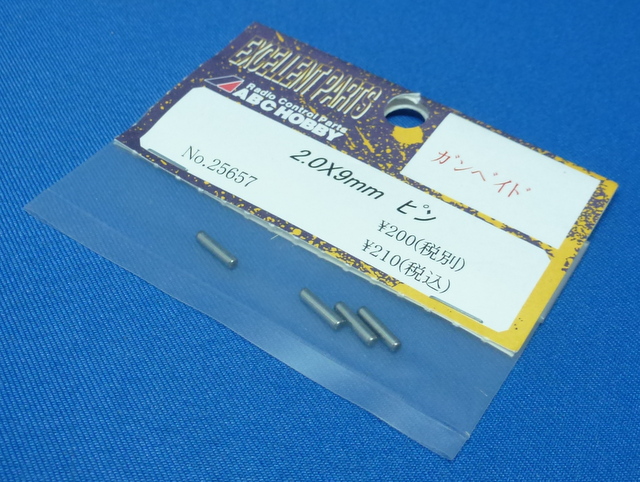 EXCELLENT PARTS
Radio Control Parts
ABC HOBBY
ガンベイド
2.0X9mm ピン
No.25657
¥200(税別)
¥210(税込)